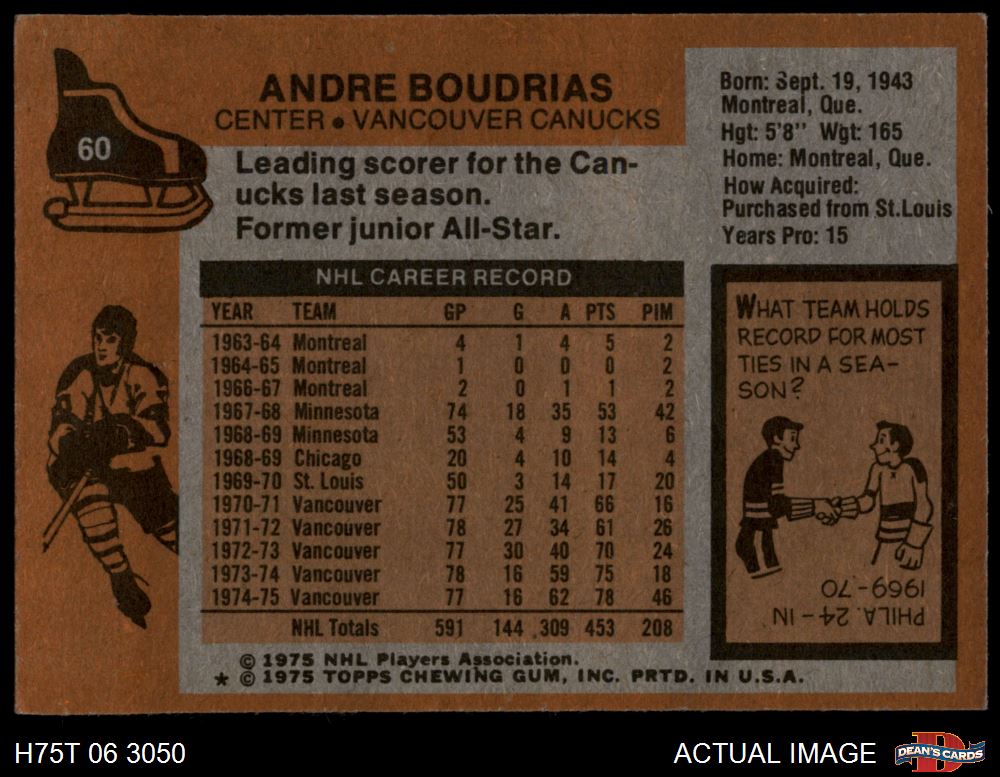 60
ANDRE BOUDRIAS
CENTER • VANCOUVER CANUCKS
Leading scorer for the Can-
ucks last season.
Former junior All-Star.
Born: Sept. 19, 1943
Montreal, Que.
Hgt: 5'8" Wgt: 165
Home: Montreal, Que.
How Acquired:
Purchased from St.Louis
Years Pro: 15
NHL CAREER RECORD
YEAR TEAM GP G A PTS PIM
1963-64 Montreal 4 1 4 5 2
1964-65 Montreal 1 0 0 0 2
1966-67 Montreal 2 0 1 1 2
1967-68 Minnesota 74 18 35 53 42
1968-69 Minnesota 53 4 9 13 6
1968-69 Chicago 20 4 10 14 4
1969-70 St. Louis 50 3 14 17 20
1970-71 Vancouver 77 25 41 66 16
1971-72 Vancouver 78 27 34 61 26
1972-73 Vancouver 77 30 40 70 24
1973-74 Vancouver 78 16 59 75 18
1974-75 Vancouver 77 16 62 78 46
NHL Totals 591 144 309 453 208
WHAT TEAM HOLDS
RECORD FOR MOST
TIES IN A SEA-
SON?
PHILA. 24-IN
1969-70
© 1975 NHL Players Association.
★ © 1975 TOPPS CHEWING GUM, INC. PRTD. IN U.S.A.
H75T 06 3050
ACTUAL IMAGE
D
DEAN'S CARDS